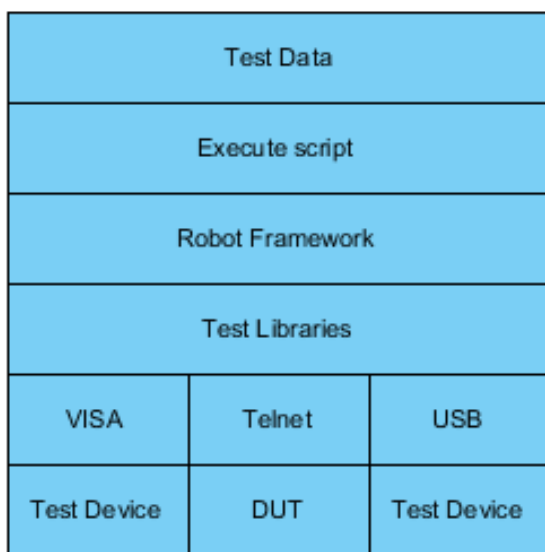 Test Data
Execute script
Robot Framework
Test Libraries
VISA Telnet USB
Test Device DUT Test Device